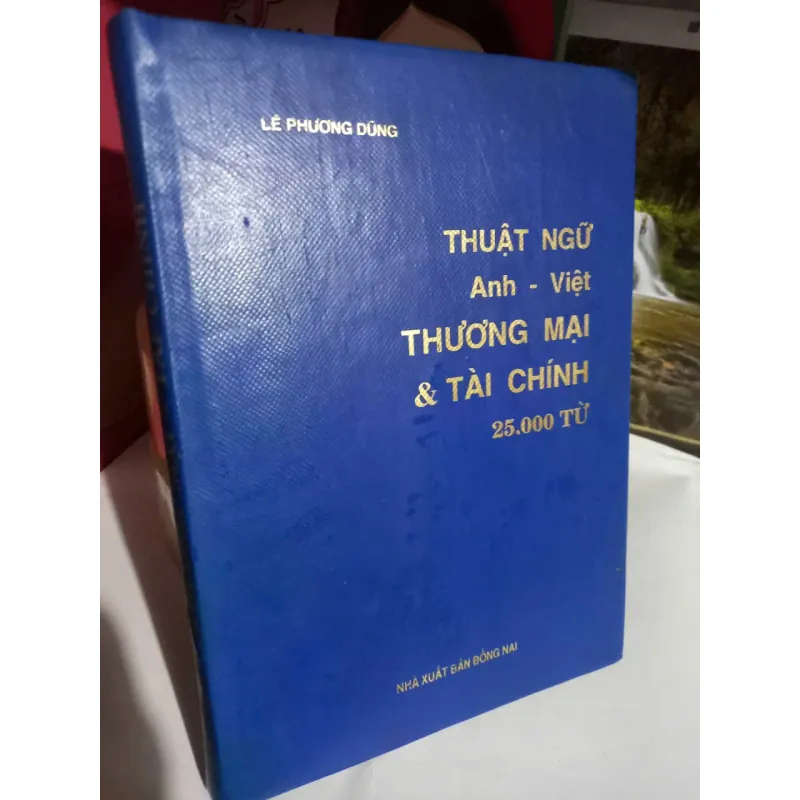 LÊ PHƯƠNG DŨNG
THUẬT NGỮ
Anh - Việt
THƯƠNG MẠI
& TÀI CHÍNH
25.000 TỪ
NHÀ XUẤT BẢN ĐỒNG NAI